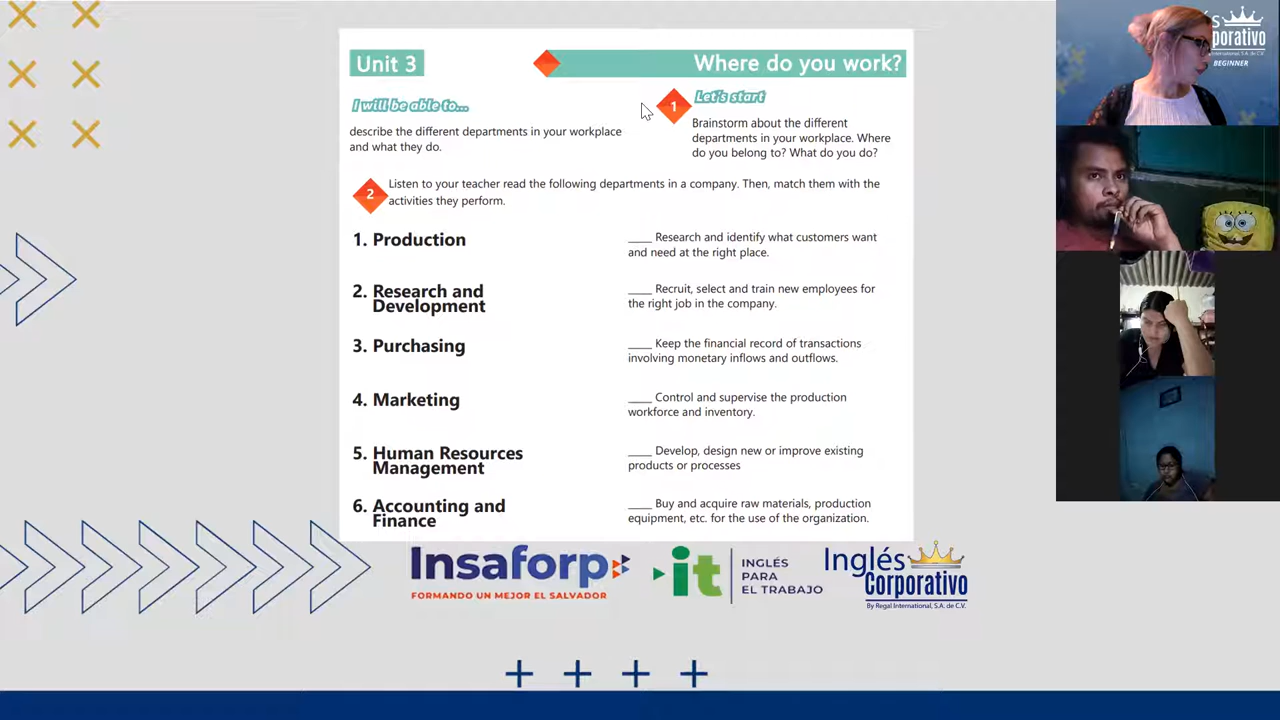 Unit 3
Where do you work?
I will be able to...
describe the different departments in your workplace
and what they do.
1
Let's start
Brainstorm about the different
departments in your workplace. Where
do you belong to? What do you do?
2
Listen to your teacher read the following departments in a company. Then, match them with the
activities they perform.
1. Production
____ Research and identify what customers want
and need at the right place.
2. Research and
Development
____ Recruit, select and train new employees for
the right job in the company.
3. Purchasing
____ Keep the financial record of transactions
involving monetary inflows and outflows.
4. Marketing
____ Control and supervise the production
workforce and inventory.
5. Human Resources
Management
____ Develop, design new or improve existing
products or processes
6. Accounting and
Finance
____ Buy and acquire raw materials, production
equipment, etc. for the use of the organization.
Insaforp
FORMANDO UN MEJOR EL SALVADOR
it
INGLÉS
PARA
EL TRABAJO
Inglés
Corporativo
By Regal International, S.A. de C.V.
BEGINNER